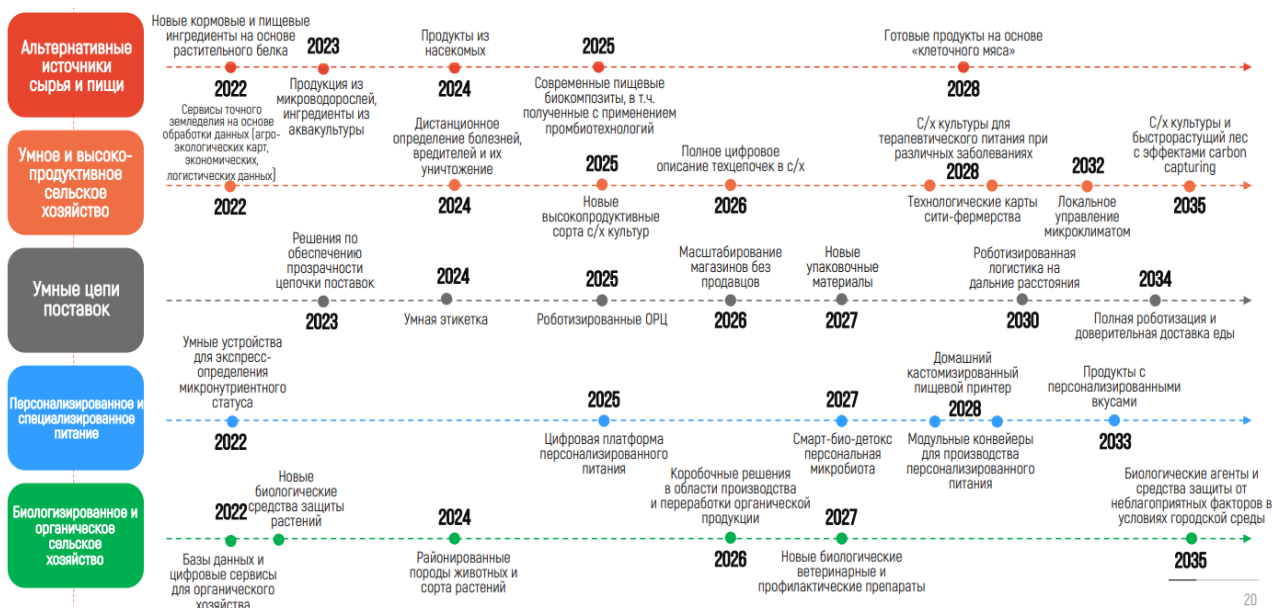 Альтернативные
источники
сырья и пищи
Новые кормовые и пищевые
ингредиенты на основе
растительного белка
2022
2023
Продукция из
микроводорослей,
ингредиенты из
аквакультуры
Продукты из
насекомых
2024
2025
Современные пищевые
биокомпозиты, в т.ч.
полученные с применением
промбиотехнологий
Готовые продукты на основе
«клеточного мяса»
2028
Умное и высоко-
продуктивное
сельское
хозяйство
Сервисы точного
земледелия на основе
обработки данных (агро-
экологических карт,
экономических,
логистических данных)
2022
Дистанционное
определение болезней,
вредителей и их
уничтожение
2024
2025
Новые
высокопродуктивные
сорта с/х культур
Полное цифровое
описание техцепочек в с/х
2026
С/х культуры для
терапевтического питания при
различных заболеваниях
2028
Технологические карты
сити-фермерства
2032
Локальное
управление
микроклиматом
С/х культуры и
быстрорастущий лес
с эффектами carbon
capturing
2035
Умные цепи
поставок
Решения по
обеспечению
прозрачности
цепочки поставок
2023
2024
Умная этикетка
2025
Роботизированные ОРЦ
Масштабирование
магазинов без
продавцов
2026
Новые
упаковочные
материалы
2027
Роботизированная
логистика на
дальние расстояния
2030
2034
Полная роботизация и
доверительная доставка еды
Персонализированное и
специализированное
питание
Умные устройства
для экспресс-
определения
микронутриентного
статуса
2022
2025
Цифровая платформа
персонализированного
питания
2027
Смарт-био-детокс
персональная
микробиота
Домашний
кастомизированный
пищевой принтер
2028
Модульные конвейеры
для производства
персонализированного
питания
Продукты с
персонализированными
вкусами
2033
Биологизированное и
органическое
сельское
хозяйство
2022
Базы данных и
цифровые сервисы
для органического
хозяйства
Новые
биологические
средства защиты
растений
2024
Районированные
породы животных и
сорта растений
Коробочные решения
в области производства
и переработки органической
продукции
2026
2027
Новые биологические
ветеринарные и
профилактические препараты
Биологические агенты и
средства защиты от
неблагоприятных факторов в
условиях городской среды
2035
20